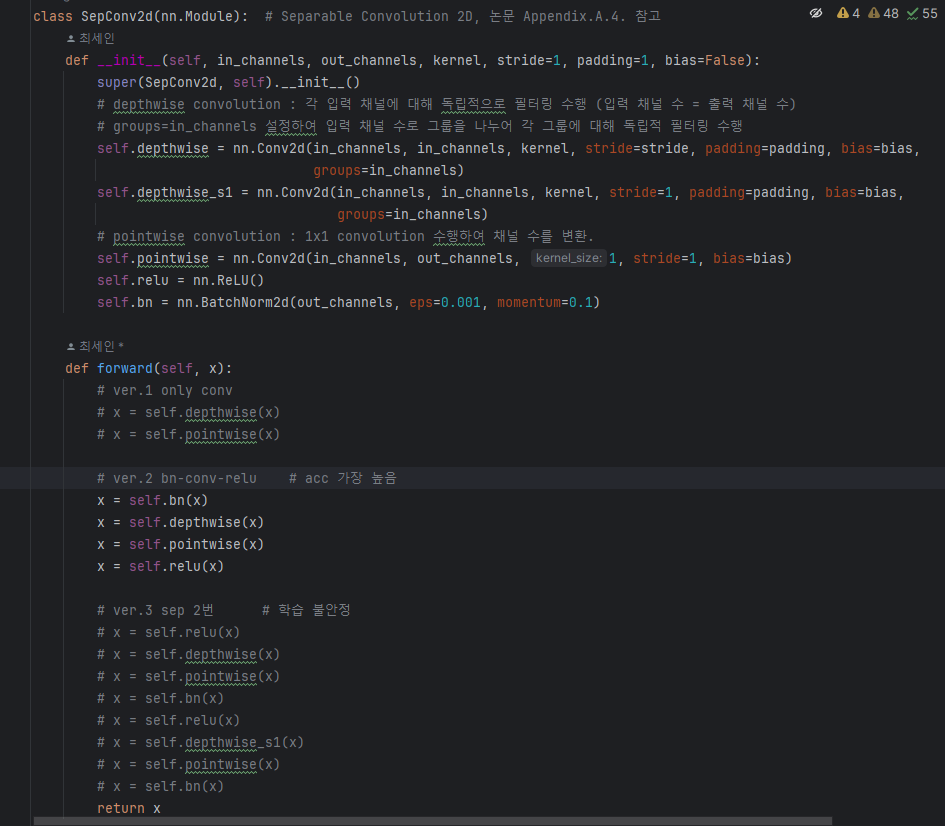 class SepConv2d(nn.Module):  # Separable Convolution 2D, 논문 Appendix.A.4. 참고
4 48 55
최세인
def __init__(self, in_channels, out_channels, kernel, stride=1, padding=1, bias=False):
super(SepConv2d, self).__init__()
# depthwise convolution : 각 입력 채널에 대해 독립적으로 필터링 수행 (입력 채널 수 = 출력 채널 수)
# groups=in_channels 설정하여 입력 채널 수로 그룹을 나누어 각 그룹에 대해 독립적 필터링 수행
self.depthwise = nn.Conv2d(in_channels, in_channels, kernel, stride=stride, padding=padding, bias=bias,
groups=in_channels)
self.depthwise_s1 = nn.Conv2d(in_channels, in_channels, kernel, stride=1, padding=padding, bias=bias,
groups=in_channels)
# pointwise convolution : 1x1 convolution 수행하여 채널 수를 변환.
self.pointwise = nn.Conv2d(in_channels, out_channels, kernel_size: 1, stride=1, bias=bias)
self.relu = nn.ReLU()
self.bn = nn.BatchNorm2d(out_channels, eps=0.001, momentum=0.1)
최세인 *
def forward(self, x):
# ver.1 only conv
# x = self.depthwise(x)
# x = self.pointwise(x)
# ver.2 bn-conv-relu    # acc 가장 높음
x = self.bn(x)
x = self.depthwise(x)
x = self.pointwise(x)
x = self.relu(x)
# ver.3 sep 2번      # 학습 불안정
# x = self.relu(x)
# x = self.depthwise(x)
# x = self.pointwise(x)
# x = self.bn(x)
# x = self.relu(x)
# x = self.depthwise_s1(x)
# x = self.pointwise(x)
# x = self.bn(x)
return x